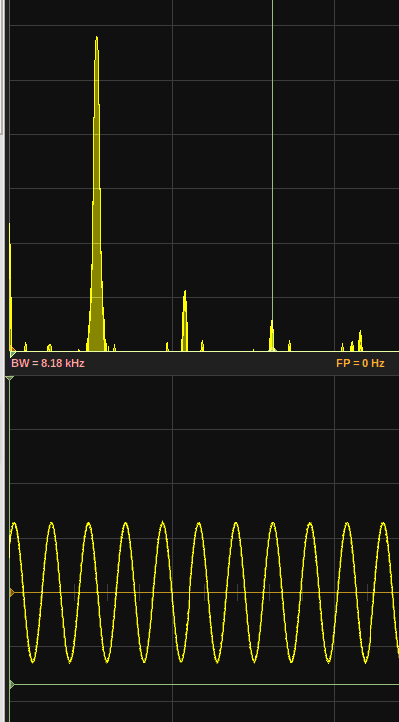 BW = 8.18 kHz
FP = 0 Hz